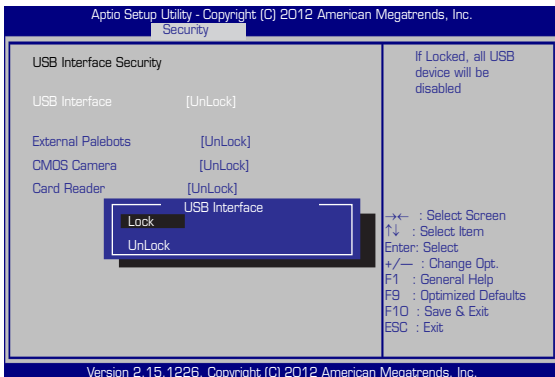 Aptio Setup Utility - Copyright (C) 2012 American Megatrends, Inc.
Security
USB Interface Security
USB Interface [UnLock]
External Palebots [UnLock]
CMOS Camera [UnLock]
Card Reader [UnLock]
USB Interface
Lock
UnLock
If Locked, all USB
device will be
disabled
→← : Select Screen
↑↓ : Select Item
Enter: Select
+/— : Change Opt.
F1 : General Help
F9 : Optimized Defaults
F10 : Save & Exit
ESC : Exit
Version 2.15.1226. Copyright (C) 2012 American Megatrends, Inc.